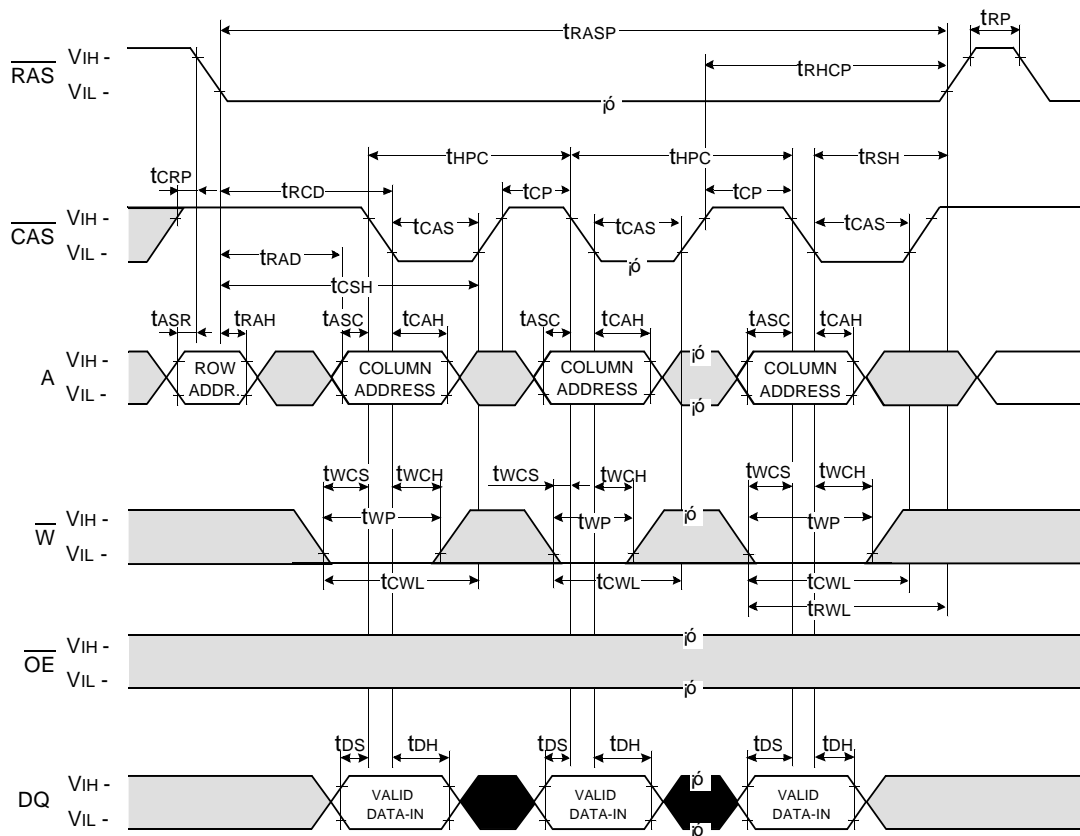 tRASP
tRP
RAS
VIH -
VIL -
tRHCP
¡ó
tHPC
tHPC
tRSH
tCRP
tRCD
tCP
tCP
CAS
VIH -
VIL -
tCAS
tCAS
tCAS
tRAD
tCSH
¡ó
tASR
tRAH
tASC
tCAH
tASC
tCAH
tASC
tCAH
A
VIH -
VIL -
ROW
ADDR.
COLUMN
ADDRESS
COLUMN
ADDRESS
¡ó
¡ó
COLUMN
ADDRESS
tWCS
tWCH
tWCS
tWCH
tWCS
tWCH
W
VIH -
VIL -
tWP
tWP
¡ó
tWP
tCWL
tCWL
tCWL
tRWL
OE
VIH -
VIL -
¡ó
¡ó
tDS
tDH
tDS
tDH
tDS
tDH
DQ
VIH -
VIL -
VALID
DATA-IN
VALID
DATA-IN
¡ó
¡ó
VALID
DATA-IN